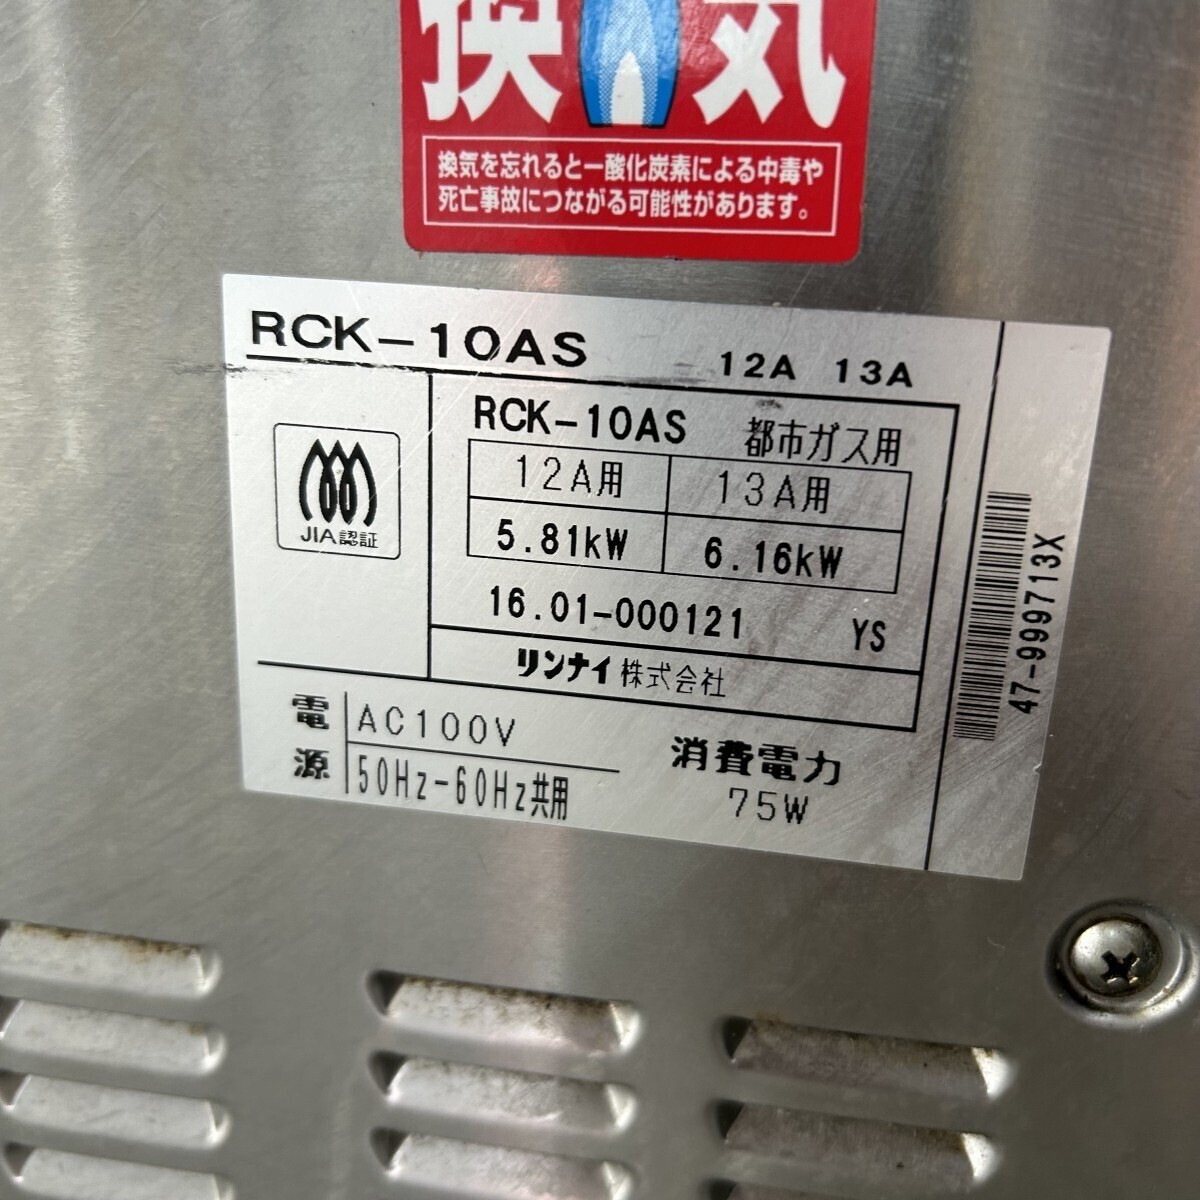 換気
換気を忘れると一酸化炭素による中毒や
死亡事故につながる可能性があります。
RCK-10AS 12A 13A
RCK-10AS 都市ガス用
12A用 13A用
5.81kW 6.16kW
16.01-000121 YS
リンナイ株式会社
JIA認証
電源 AC100V
50Hz-60Hz共用
消費電力
75W
47-999713X